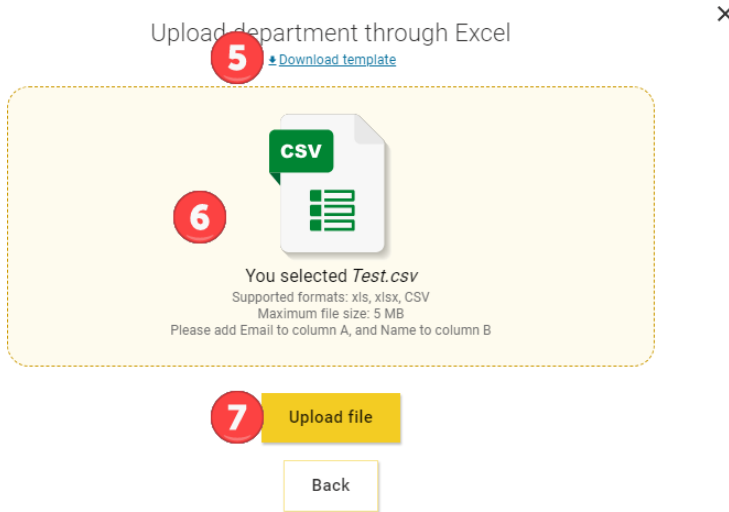 Upload department through Excel
5
Download template
CSV
6
You selected Test.csv
Supported formats: xls, xlsx, CSV
Maximum file size: 5 MB
Please add Email to column A, and Name to column B
7
Upload file
Back